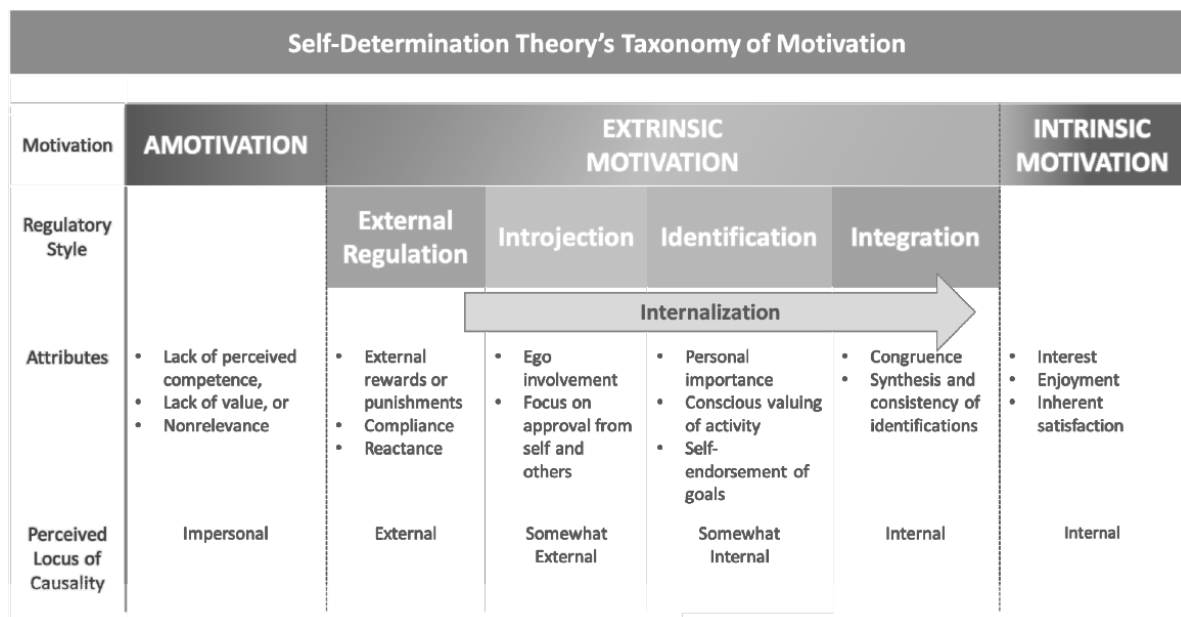 Self-Determination Theory’s Taxonomy of Motivation
Motivation
AMOTIVATION
EXTRINSIC
MOTIVATION
INTRINSIC
MOTIVATION
Regulatory
Style
External
Regulation
Introjection
Identification
Integration
Internalization
Attributes
• Lack of perceived
competence,
• Lack of value, or
• Nonrelevance
• External
rewards or
punishments
• Compliance
• Reactance
• Ego
involvement
• Focus on
approval from
self and
others
• Personal
importance
• Conscious valuing
of activity
• Self-
endorsement of
goals
• Congruence
• Synthesis and
consistency of
identifications
• Interest
• Enjoyment
• Inherent
satisfaction
Perceived
Locus of
Causality
Impersonal
External
Somewhat
External
Somewhat
Internal
Internal
Internal